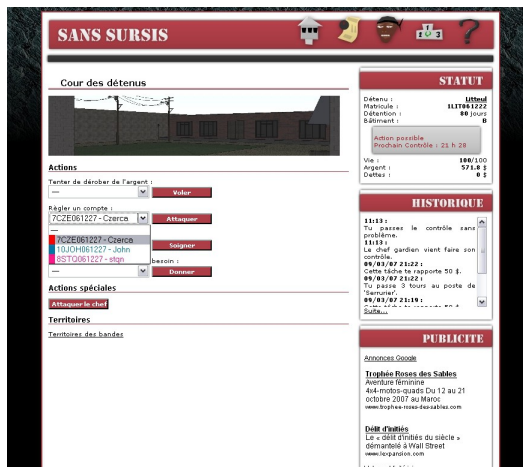 SANS SURSIS
Cour des détenus
Actions
Tenter de dérober de l'argent :
---
Voler
Régler un compte :
7CZE061227 - Czerca
Attaquer
---
7CZE061227 - Czerca
10JOH061227 - John
8STQ061227 - stqn
Soigner
besoin :
---
Donner
Actions spéciales
Attaquer le chef
Territoires
Territoires des bandes
STATUT
Détenu : Litteul
Matricule : 1LIT061222
Détention : 80 jours
Bâtiment : B
Action possible
Prochain Contrôle : 21 h 28
Vie : 100/100
Argent : 571.8 $
Dettes : 0 $
HISTORIQUE
11:13 :
Tu passes le contrôle sans
problème.
11:13 :
Le chef gardien vient faire son
contrôle.
09/03/07 21:22 :
Cette tâche te rapporte 50 $.
09/03/07 21:22 :
Tu passe 3 tours au poste de
'Serrurier'.
09/03/07 21:19 :
Suite...
PUBLICITE
Annonces Google
Trophée Roses des Sables
Aventure féminine
4x4-motos-quads Du 12 au 21
octobre 2007 au Maroc
www.trophee-roses-des-sables.com
Délit d'initiés
Le « délit d'initiés du siècle »
démantelé à Wall Street
www.lexpansion.com